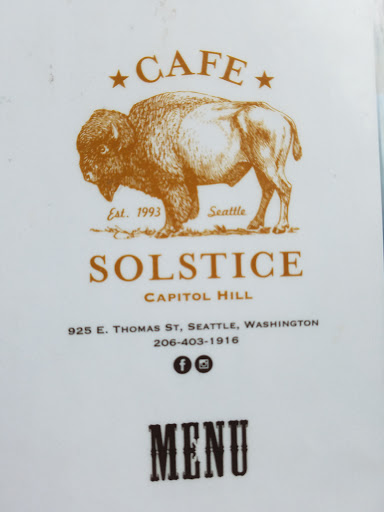 ★ CAFE ★
Est. 1993 Seattle
SOLSTICE
CAPITOL HILL
925 E. THOMAS ST, SEATTLE, WASHINGTON
206-403-1916
f
MENU